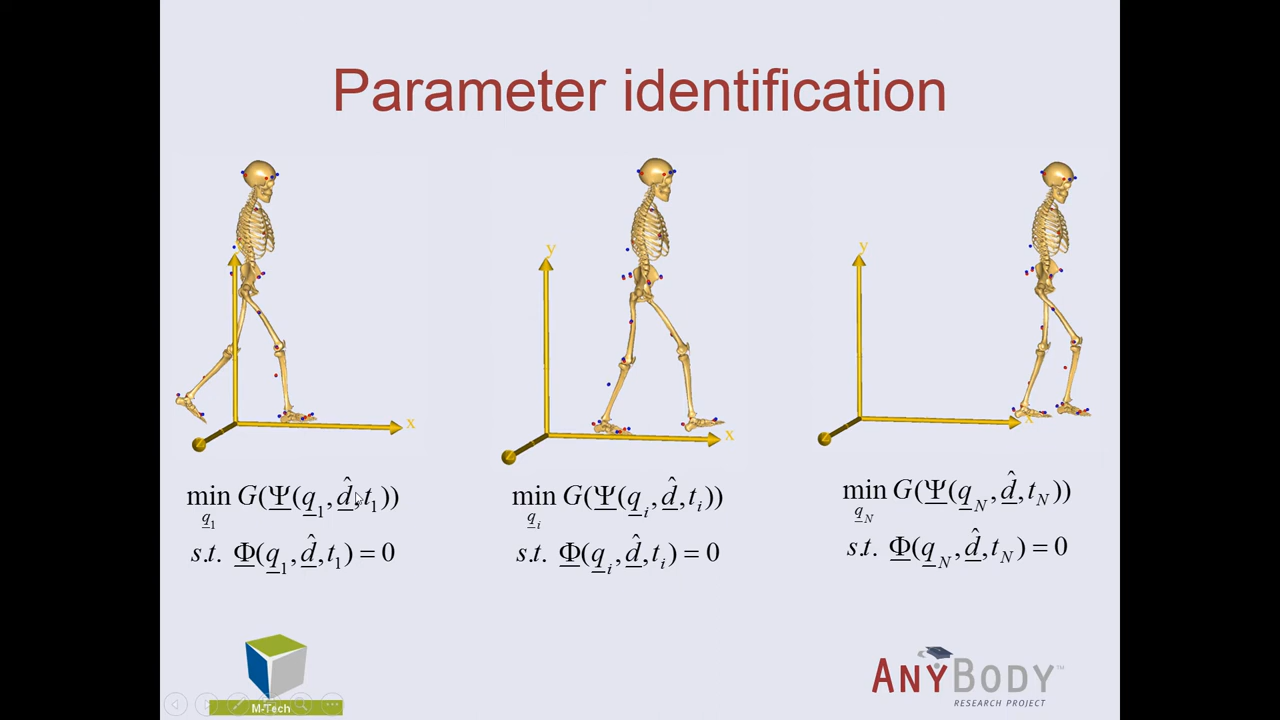 Parameter identification
y
x
y
x
y
x
min G(Ψ(q₁, d̂, t₁))
q₁
s.t. Φ(q₁, d̂, t₁) = 0
min G(Ψ(qᵢ, d̂, tᵢ))
qᵢ
s.t. Φ(qᵢ, d̂, tᵢ) = 0
min G(Ψ(q_N, d̂, t_N))
q_N
s.t. Φ(q_N, d̂, t_N) = 0
M-Tech
ANYBODY™
RESEARCH PROJECT